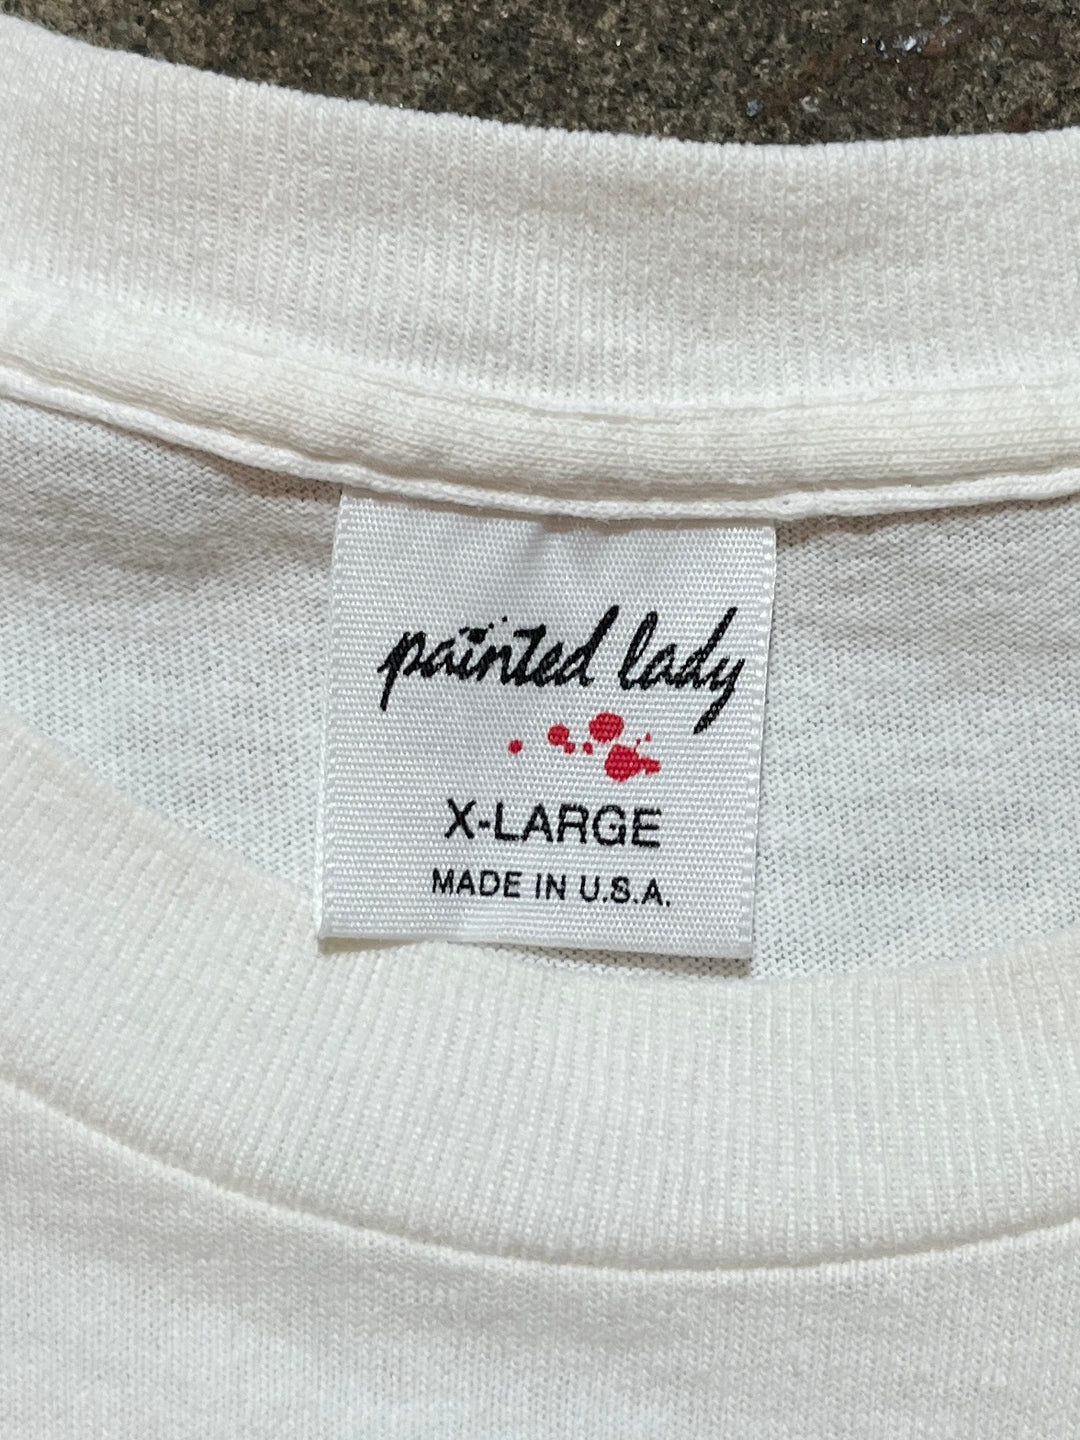 painted lady
X-LARGE
MADE IN U.S.A.